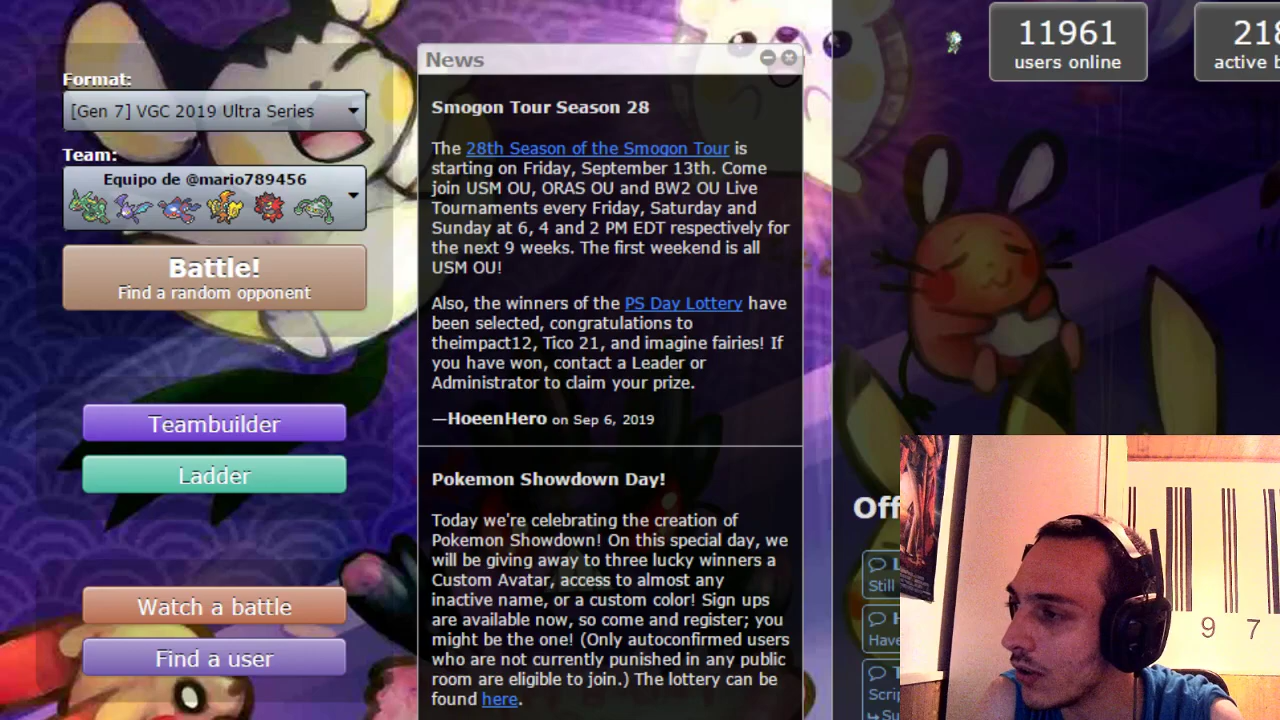 Format:
[Gen 7] VGC 2019 Ultra Series
Team:
Equipo de @mario789456
Battle!
Find a random opponent
Teambuilder
Ladder
Watch a battle
Find a user
News
Smogon Tour Season 28
The 28th Season of the Smogon Tour is
starting on Friday, September 13th. Come
join USM OU, ORAS OU and BW2 OU Live
Tournaments every Friday, Saturday and
Sunday at 6, 4 and 2 PM EDT respectively for
the next 9 weeks. The first weekend is all
USM OU!
Also, the winners of the PS Day Lottery have
been selected, congratulations to
theimpact12, Tico 21, and imagine fairies! If
you have won, contact a Leader or
Administrator to claim your prize.
—HoeenHero on Sep 6, 2019
Pokemon Showdown Day!
Today we're celebrating the creation of
Pokemon Showdown! On this special day, we
will be giving away to three lucky winners a
Custom Avatar, access to almost any
inactive name, or a custom color! Sign ups
are available now, so come and register; you
might be the one! (Only autoconfirmed users
who are not currently punished in any public
room are eligible to join.) The lottery can be
found here.
11961
users online
218
active b
Off
Still
Have
Scrip
9 7